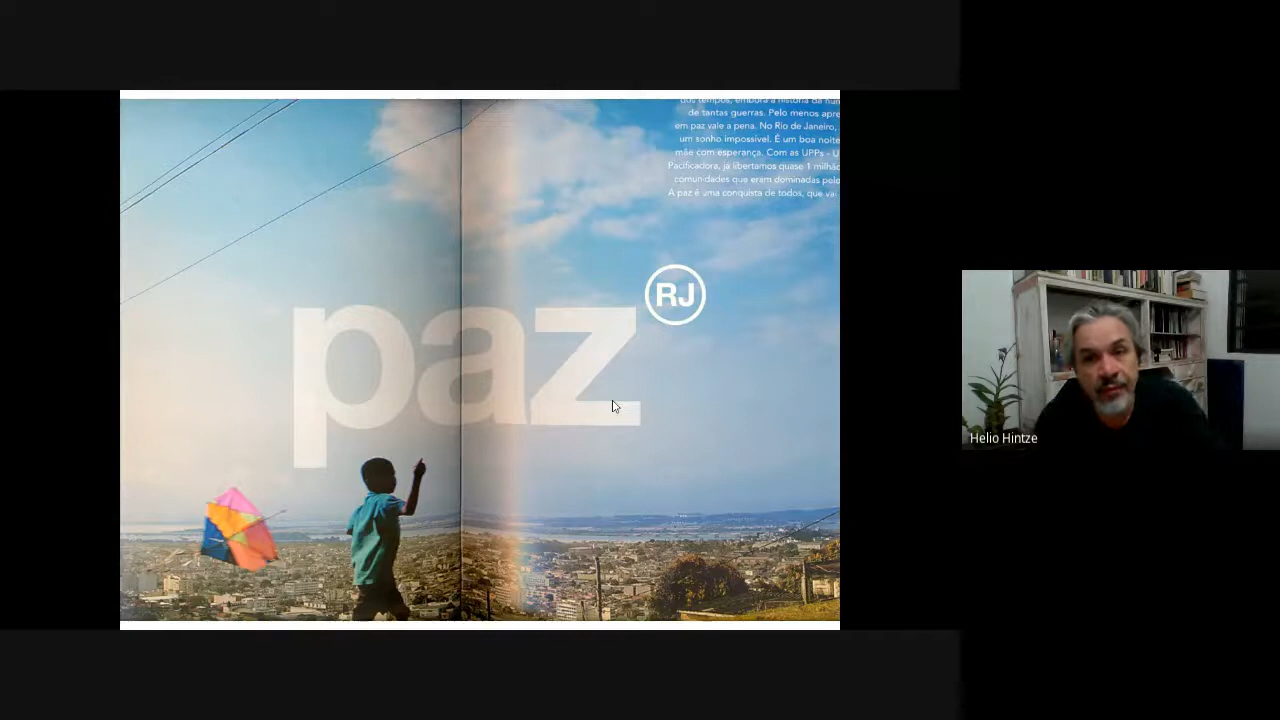 dos tempos, embora a história da hum
de tantas guerras. Pelo menos apre
em paz vale a pena. No Rio de Janeiro,
um sonho impossível. É um boa noite
mãe com esperança. Com as UPPs - U
Pacificadora, já libertamos quase 1 milhão
comunidades que eram dominadas pelo
A paz é uma conquista de todos, que vai
paz
RJ
Helio Hintze